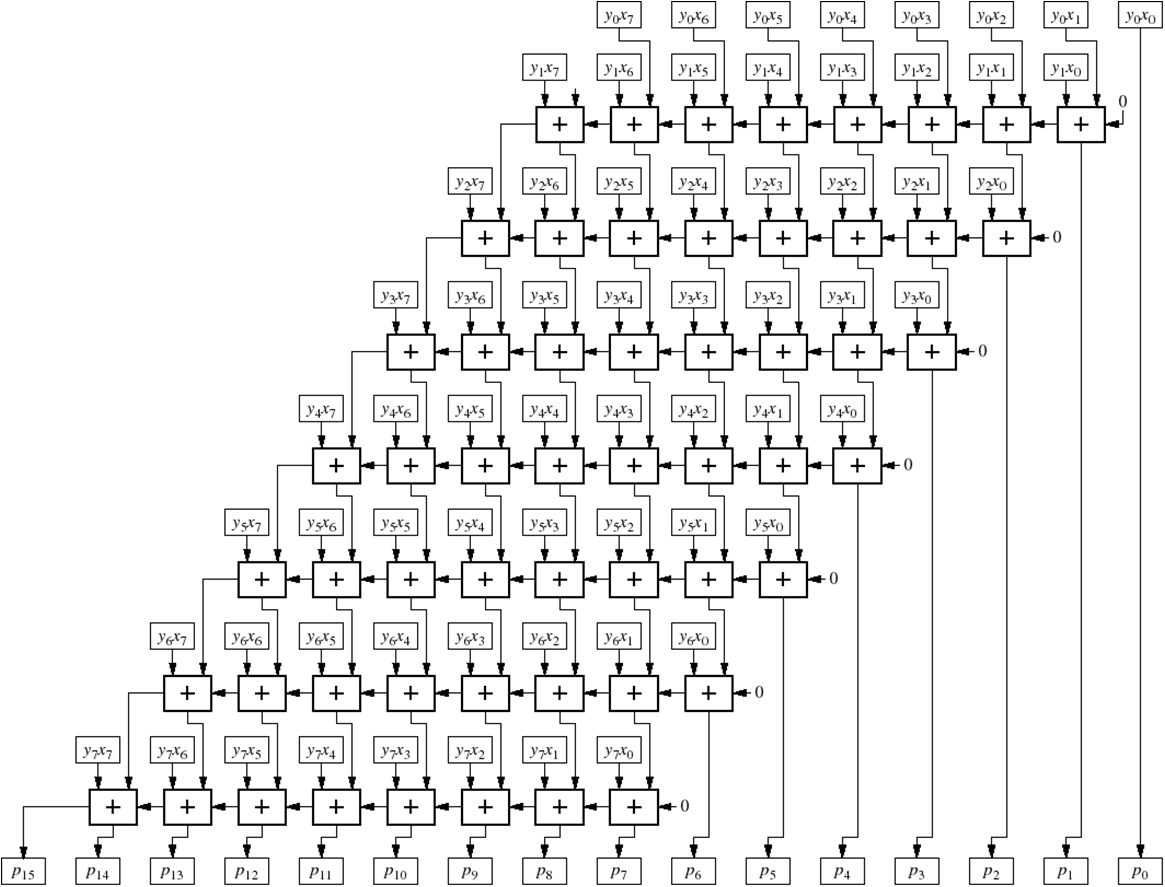 y₀x₇ y₀x₆ y₀x₅ y₀x₄ y₀x₃ y₀x₂ y₀x₁ y₀x₀
y₁x₇ y₁x₆ y₁x₅ y₁x₄ y₁x₃ y₁x₂ y₁x₁ y₁x₀
+ + + + + + + + 0
y₂x₇ y₂x₆ y₂x₅ y₂x₄ y₂x₃ y₂x₂ y₂x₁ y₂x₀
+ + + + + + + + 0
y₃x₇ y₃x₆ y₃x₅ y₃x₄ y₃x₃ y₃x₂ y₃x₁ y₃x₀
+ + + + + + + + 0
y₄x₇ y₄x₆ y₄x₅ y₄x₄ y₄x₃ y₄x₂ y₄x₁ y₄x₀
+ + + + + + + + 0
y₅x₇ y₅x₆ y₅x₅ y₅x₄ y₅x₃ y₅x₂ y₅x₁ y₅x₀
+ + + + + + + + 0
y₆x₇ y₆x₆ y₆x₅ y₆x₄ y₆x₃ y₆x₂ y₆x₁ y₆x₀
+ + + + + + + + 0
y₇x₇ y₇x₆ y₇x₅ y₇x₄ y₇x₃ y₇x₂ y₇x₁ y₇x₀
+ + + + + + + + 0
p₁₅ p₁₄ p₁₃ p₁₂ p₁₁ p₁₀ p₉ p₈ p₇ p₆ p₅ p₄ p₃ p₂ p₁ p₀